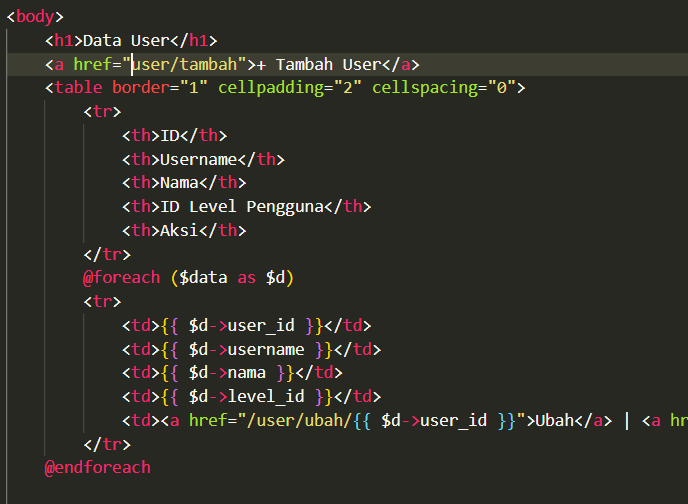 <body>
<h1>Data User</h1>
<a href="user/tambah">+ Tambah User</a>
<table border="1" cellpadding="2" cellspacing="0">
<tr>
<th>ID</th>
<th>Username</th>
<th>Nama</th>
<th>ID Level Pengguna</th>
<th>Aksi</th>
</tr>
@foreach ($data as $d)
<tr>
<td>{{ $d->user_id }}</td>
<td>{{ $d->username }}</td>
<td>{{ $d->nama }}</td>
<td>{{ $d->level_id }}</td>
<td><a href="/user/ubah/{{ $d->user_id }}">Ubah</a> | <a hr
</tr>
@endforeach